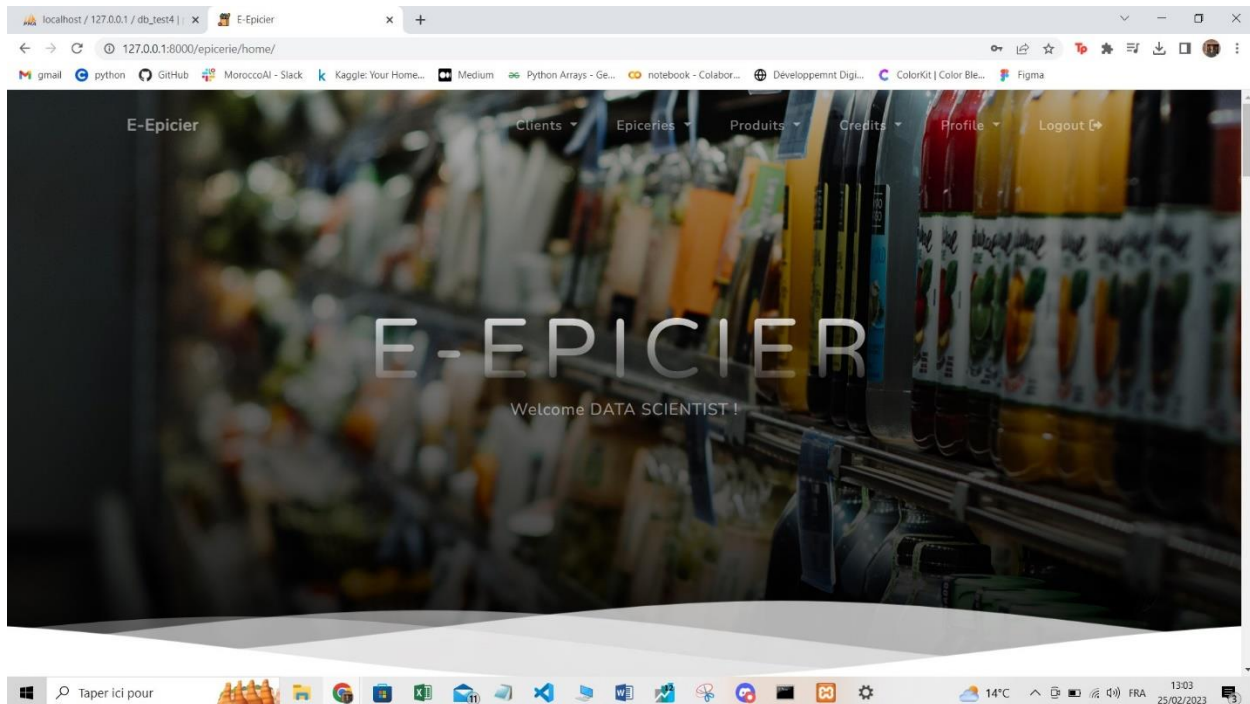 localhost / 127.0.0.1 / db_test4 |
E-Epicier
127.0.0.1:8000/epicerie/home/
gmail
python
GitHub
MoroccoAI - Slack
Kaggle: Your Home...
Medium
Python Arrays - Ge...
notebook - Colabor...
Développemnt Digi...
ColorKit | Color Ble...
Figma
E-Epicier
Clients
Epiceries
Produits
Credits
Profile
Logout
E-EPICIER
Welcome DATA SCIENTIST !
Taper ici pour
14°C
FRA
13:03
25/02/2023